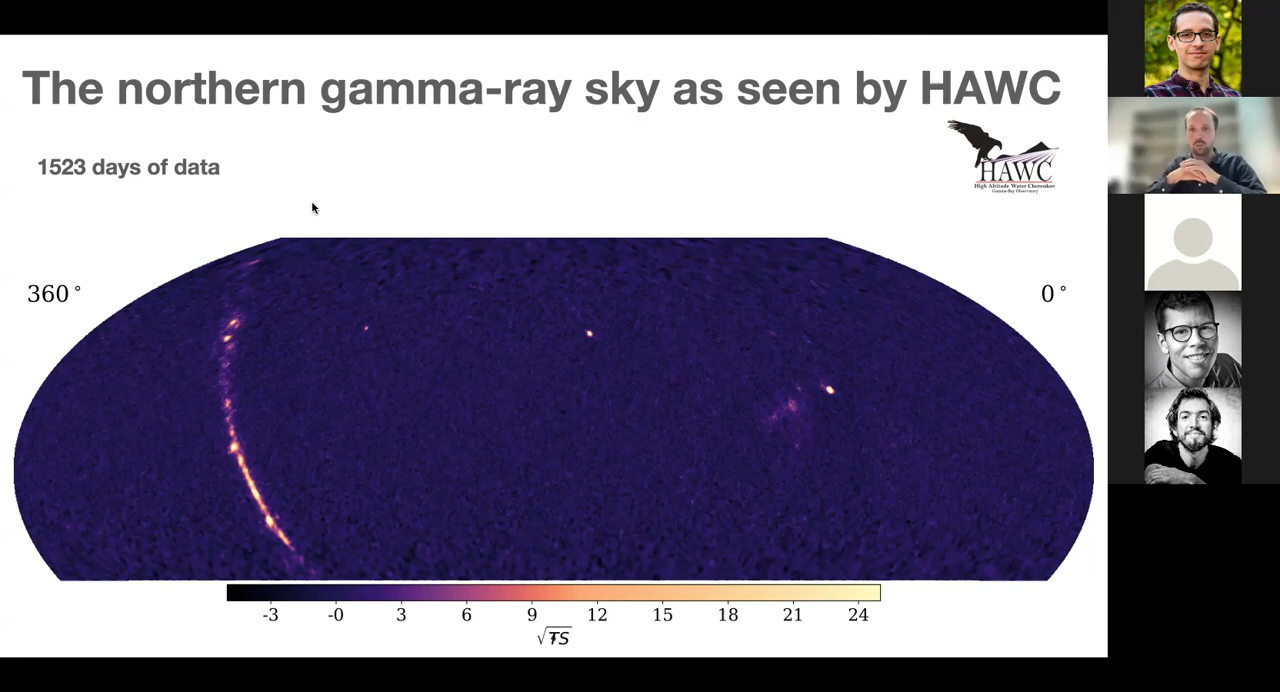 The northern gamma-ray sky as seen by HAWC
1523 days of data
HAWC
High Altitude Water Cherenkov
Gamma-Ray Observatory
360°
0°
-3 -0 3 6 9 12 15 18 21 24
√TS